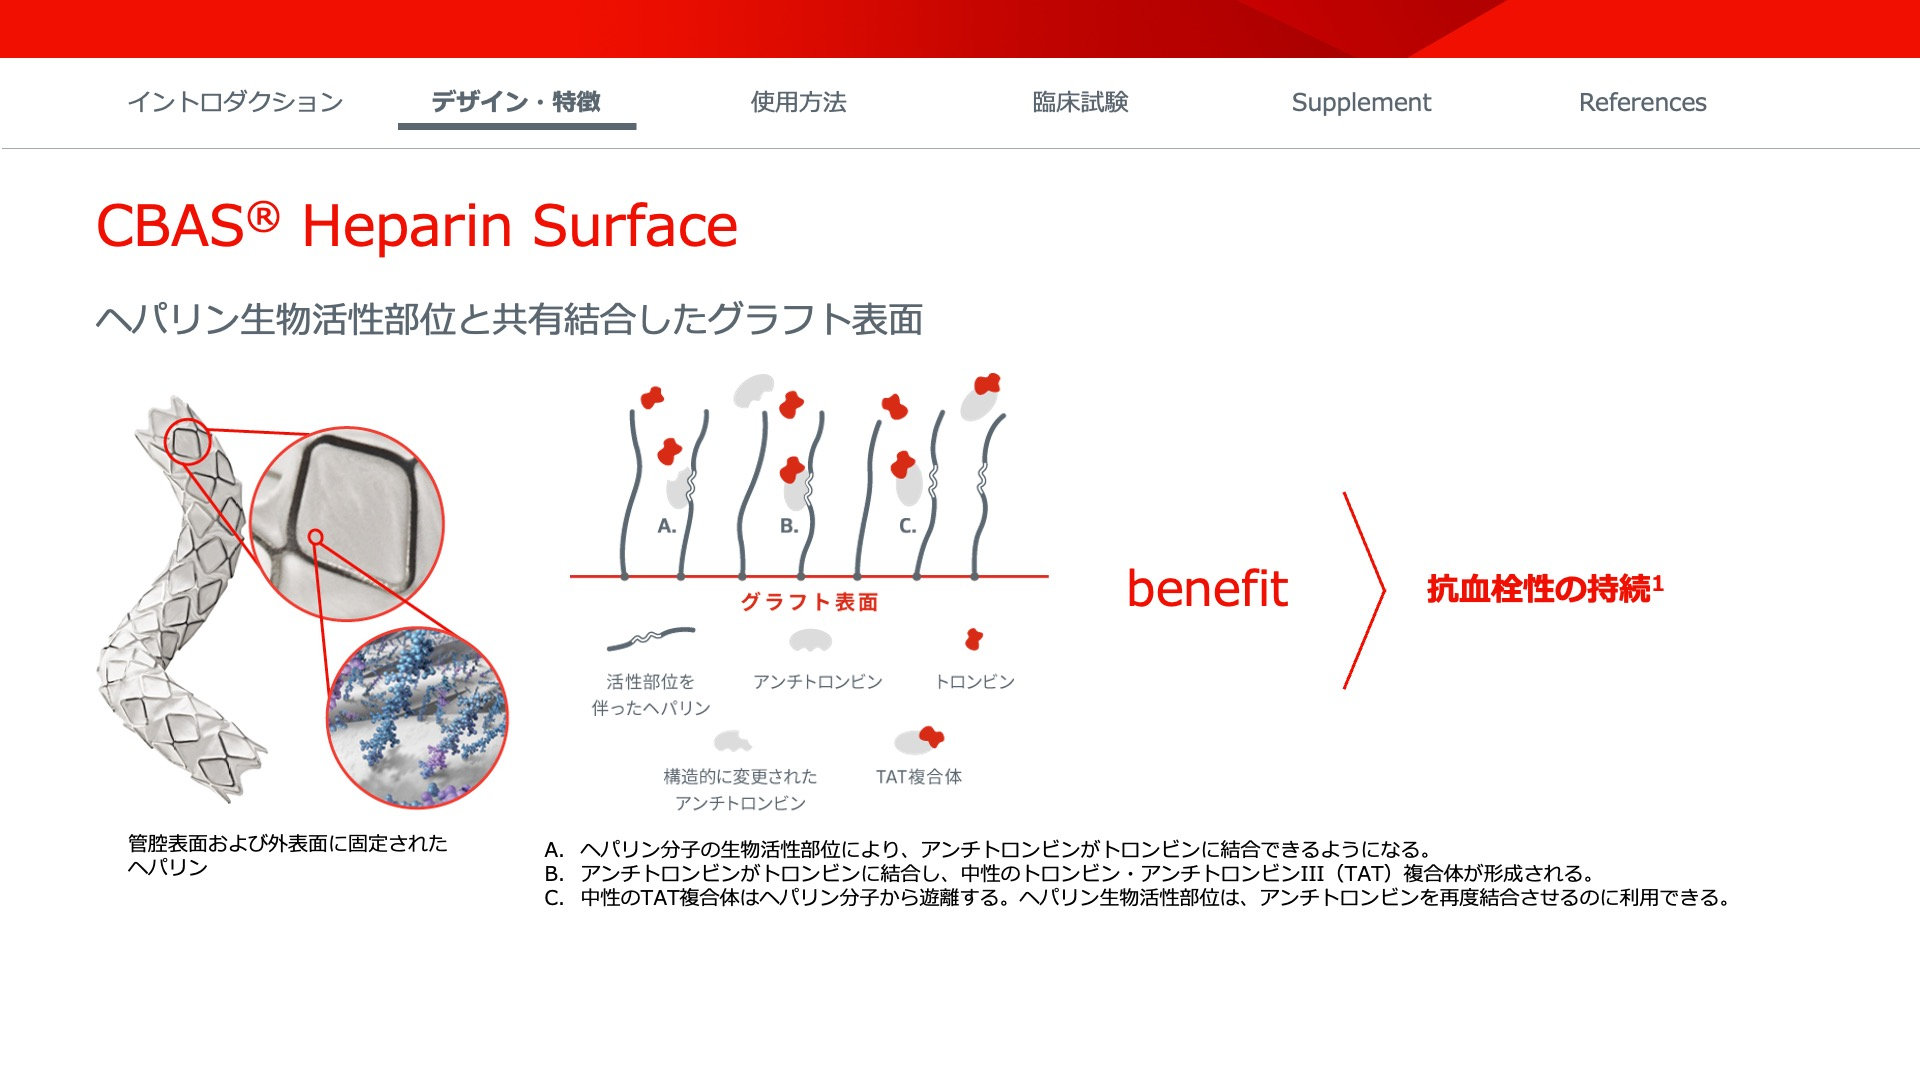 イントロダクション
デザイン・特徴
使用方法
臨床試験
Supplement
References
CBAS® Heparin Surface
ヘパリン生物活性部位と共有結合したグラフト表面
A.
B.
C.
グラフト表面
活性部位を
伴ったヘパリン
アンチトロンビン
トロンビン
構造的に変更された
アンチトロンビン
TAT複合体
benefit
抗血栓性の持続1
管腔表面および外表面に固定された
ヘパリン
A. ヘパリン分子の生物活性部位により、アンチトロンビンがトロンビンに結合できるようになる。
B. アンチトロンビンがトロンビンに結合し、中性のトロンビン・アンチトロンビンIII（TAT）複合体が形成される。
C. 中性のTAT複合体はヘパリン分子から遊離する。ヘパリン生物活性部位は、アンチトロンビンを再度結合させるのに利用できる。